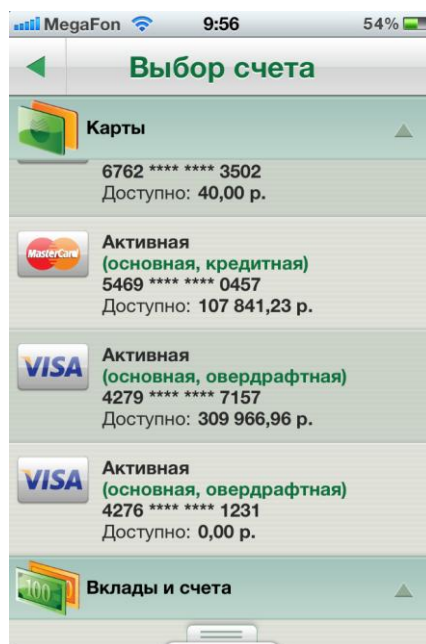 MegaFon 9:56 54%
Выбор счета
Карты
6762 **** **** 3502
Доступно: 40,00 р.
MasterCard
Активная
(основная, кредитная)
5469 **** **** 0457
Доступно: 107 841,23 р.
VISA
Активная
(основная, овердрафтная)
4279 **** **** 7157
Доступно: 309 966,96 р.
VISA
Активная
(основная, овердрафтная)
4276 **** **** 1231
Доступно: 0,00 р.
100
Вклады и счета